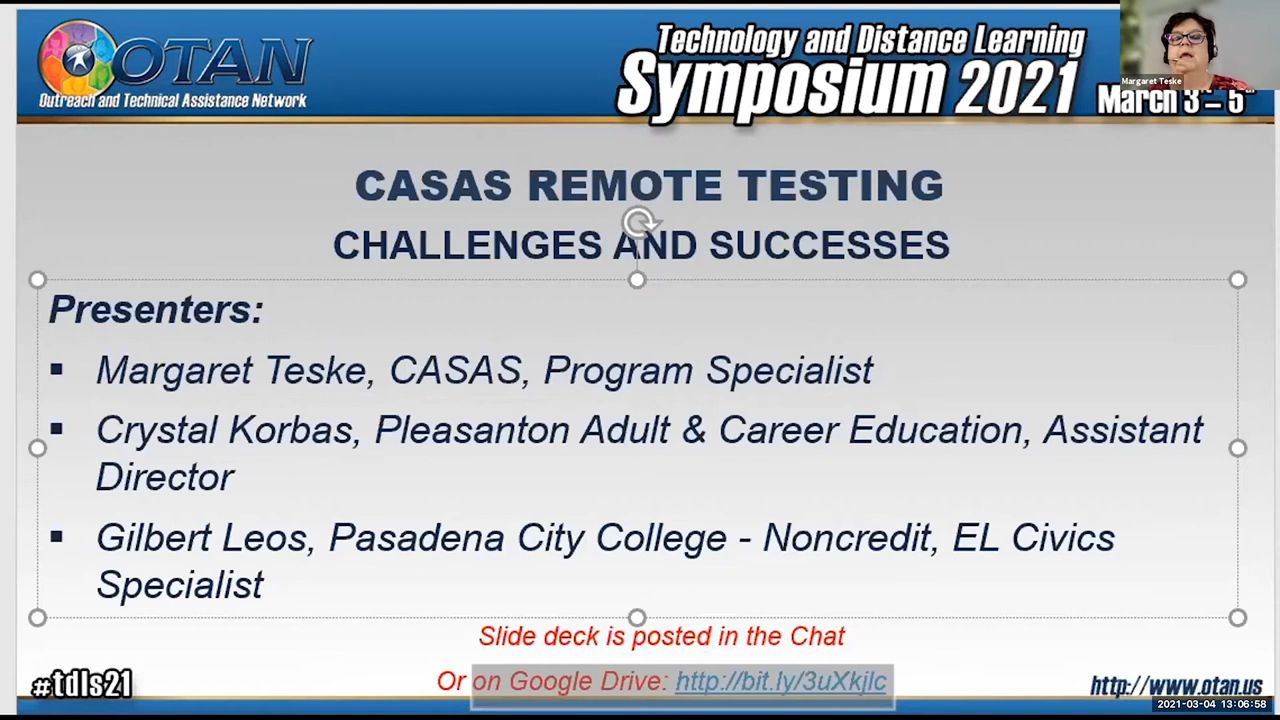 OTAN
Outreach and Technical Assistance Network
Technology and Distance Learning
Symposium 2021
March 3rd – 5th
Margaret Teske
CASAS REMOTE TESTING
CHALLENGES AND SUCCESSES
Presenters:
▪ Margaret Teske, CASAS, Program Specialist
▪ Crystal Korbas, Pleasanton Adult & Career Education, Assistant
Director
▪ Gilbert Leos, Pasadena City College - Noncredit, EL Civics
Specialist
Slide deck is posted in the Chat
Or on Google Drive: http://bit.ly/3uXkjlc
#tdls21
http://www.otan.us
2021-03-04 13:06:58